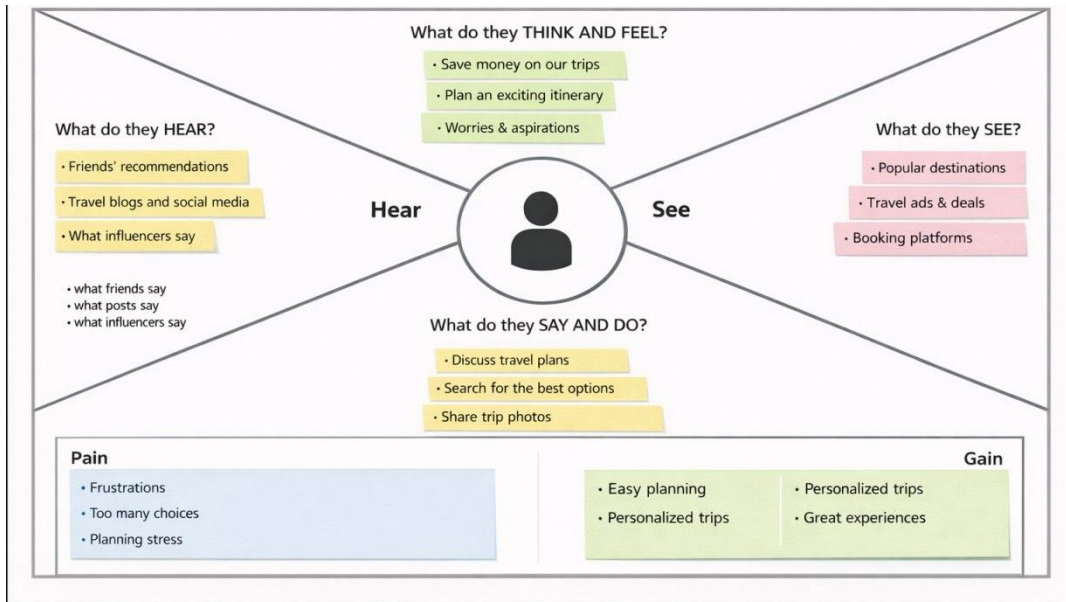 What do they THINK AND FEEL?
• Save money on our trips
• Plan an exciting itinerary
• Worries & aspirations
What do they HEAR?
• Friends' recommendations
• Travel blogs and social media
• What influencers say
• what friends say
• what posts say
• what influencers say
Hear
See
What do they SEE?
• Popular destinations
• Travel ads & deals
• Booking platforms
What do they SAY AND DO?
• Discuss travel plans
• Search for the best options
• Share trip photos
Pain
• Frustrations
• Too many choices
• Planning stress
Gain
• Easy planning
• Personalized trips
• Personalized trips
• Great experiences